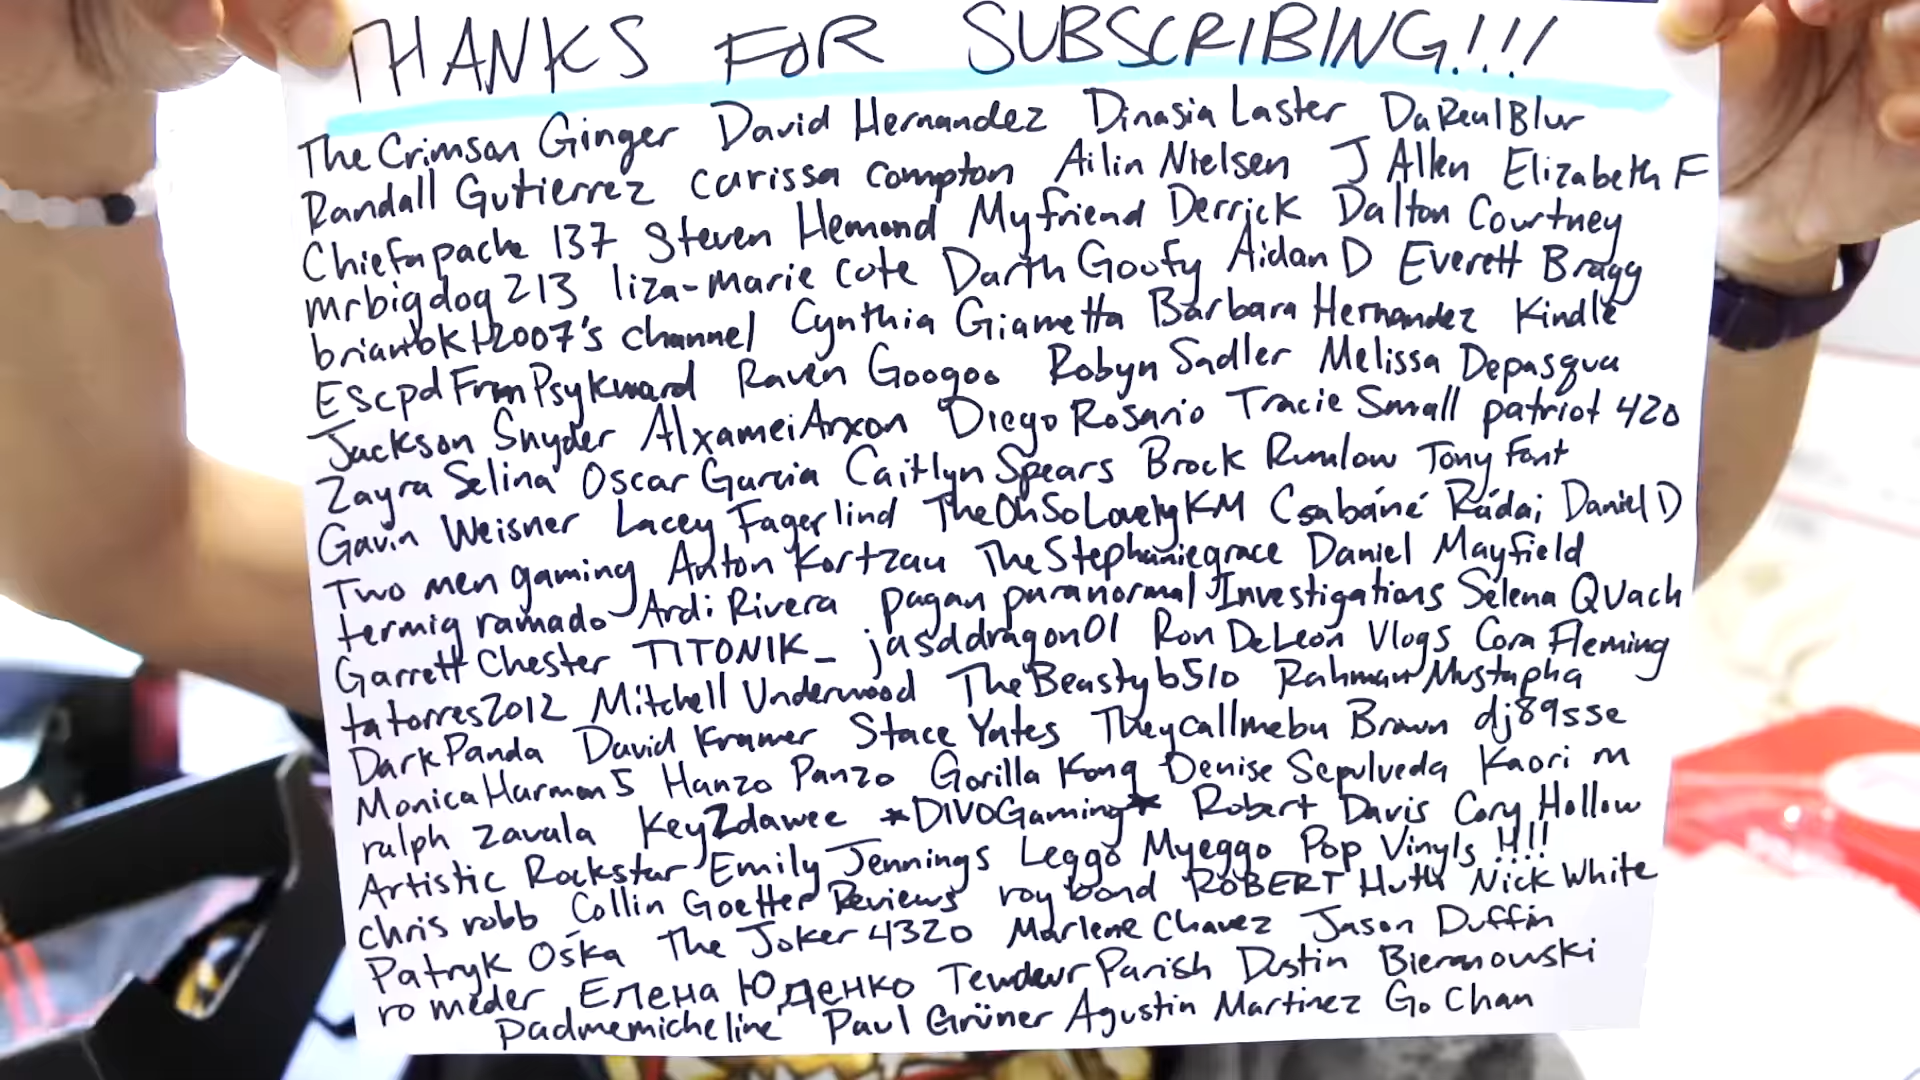 THANKS FOR SUBSCRIBING!!!
The Crimson Ginger David Hernandez Dinasia Laster DaRealBlur
Randall Gutierrez carissa compton Ailin Nielsen J Allen Elizabeth F
Chiefapache 137 Steven Hemond Myfriend Derrick Dalton Courtney
mrbigdog213 liza-marie cote Darth Goofy Aidan D Everett Bragg
brianbkH2007's channel Cynthia Giametta Barbara Hernandez Kindle
EscpdFrmPsykward Raven Googoo Robyn Sadler Melissa Depasqua
Jackson Snyder AlxameiArxon Diego Rosario Tracie Small patriot 420
Zayra Selina Oscar Garcia Caitlyn Spears Brock Rumlow Tony Font
Gavin Weisner Lacey Fagerlind TheOhSoLovelyKM Csabáné Rádai Daniel D
Two men gaming Anton Kortzau TheStephaniegrace Daniel Mayfield
termig ramado Ardi Rivera pagan paranormal Investigations Selena Quach
Garrett Chester TITONIK_ jasddragon01 Ron DeLeon Vlogs Cora Fleming
tatorres2012 Mitchell Underwood TheBeasty6510 Rahman Mustapha
DarkPanda David Kramer Stace Yates Theycallmebu Brown dj89sse
MonicaHarman5 Hanzo Panzo Gorilla Kong Denise Sepulveda Kaori m
ralph zavala Key2dawee *DIVOGaming* Robert Davis Cory Hollow
Artistic Rockstar Emily Jennings Leggo Myeggo Pop Vinyls !!!!
chris robb Collin Goetter Reviews roy bond ROBERT Huth Nick White
Patryk Ośka The Joker 4320 Marlene Chavez Jason Duffin
ro meder Елена Юденко Parish Dustin Bieranowski
Padmemicheline Paul Grüner Agustin Martinez Go Chan